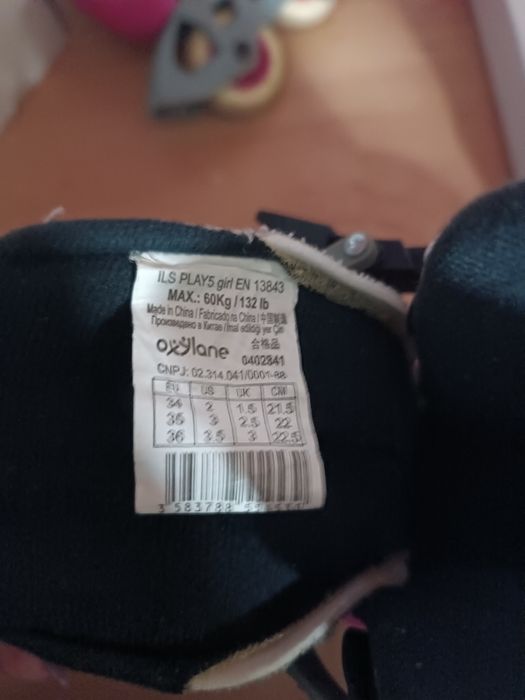 ILS PLAY5 girl EN 13843
MAX.: 60Kg / 132 lb
Made in China / Fabricado na China / 中国制造
Произведено в Китае / İmal edildiği yer Çin
oxylane 合格品
0402841
CNPJ: 02.314.041/0001-88
EU US UK CM
34 2 1.5 21.5
35 3 2.5 22
36 3.5 3 22.5
3 583788